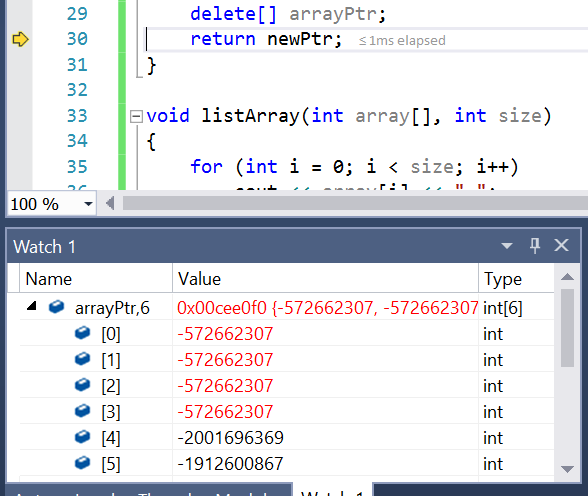 29 delete[] arrayPtr;
30 return newPtr; ≤1ms elapsed
31 }
32
33 void listArray(int array[], int size)
34 {
35 for (int i = 0; i < size; i++)
100 %
Watch 1
Name Value Type
arrayPtr,6 0x00cee0f0 {-572662307, -572662307 int[6]
[0] -572662307 int
[1] -572662307 int
[2] -572662307 int
[3] -572662307 int
[4] -2001696369 int
[5] -1912600867 int
Watch 1